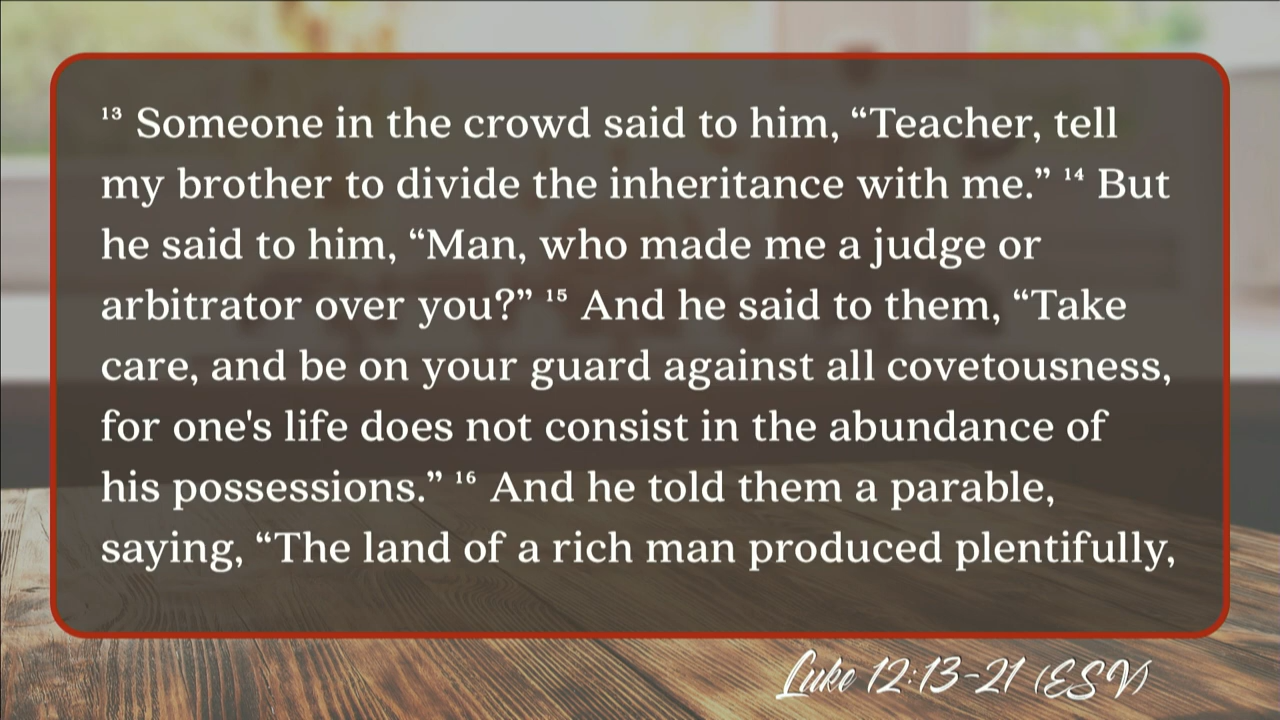 ¹³ Someone in the crowd said to him, “Teacher, tell
my brother to divide the inheritance with me.” ¹⁴ But
he said to him, “Man, who made me a judge or
arbitrator over you?” ¹⁵ And he said to them, “Take
care, and be on your guard against all covetousness,
for one's life does not consist in the abundance of
his possessions.” ¹⁶ And he told them a parable,
saying, “The land of a rich man produced plentifully,
Luke 12:13-21 (ESV)